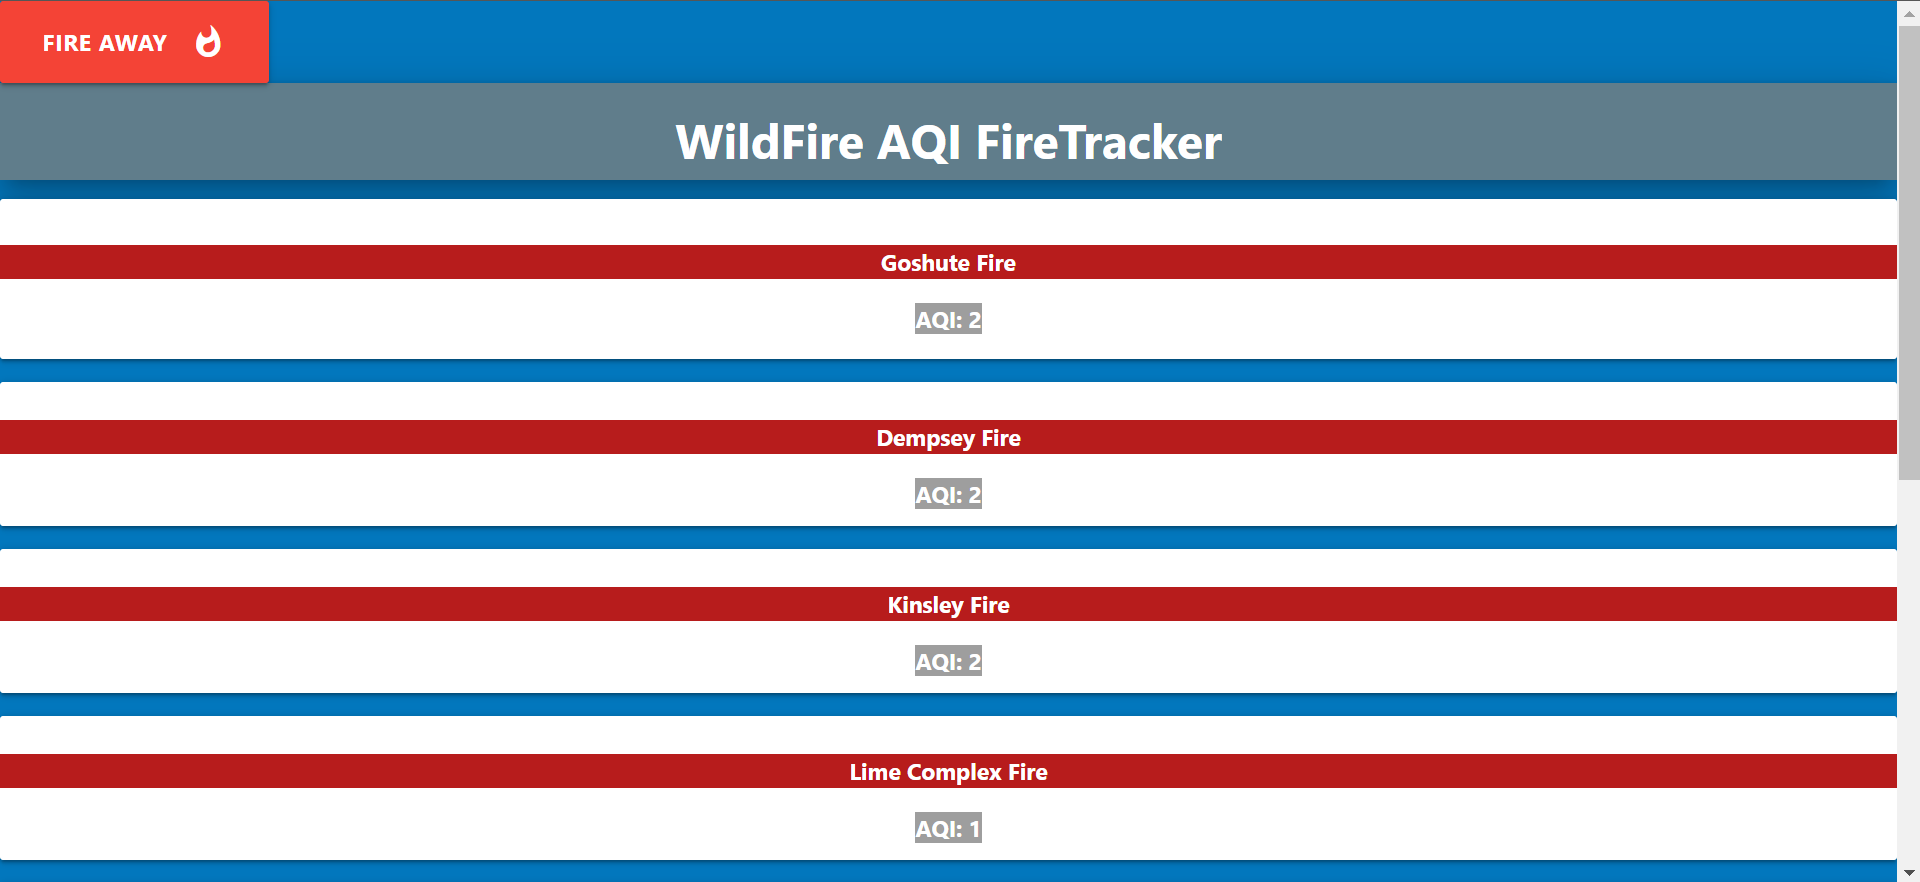 FIRE AWAY
WildFire AQI FireTracker
Goshute Fire
AQI: 2
Dempsey Fire
AQI: 2
Kinsley Fire
AQI: 2
Lime Complex Fire
AQI: 1